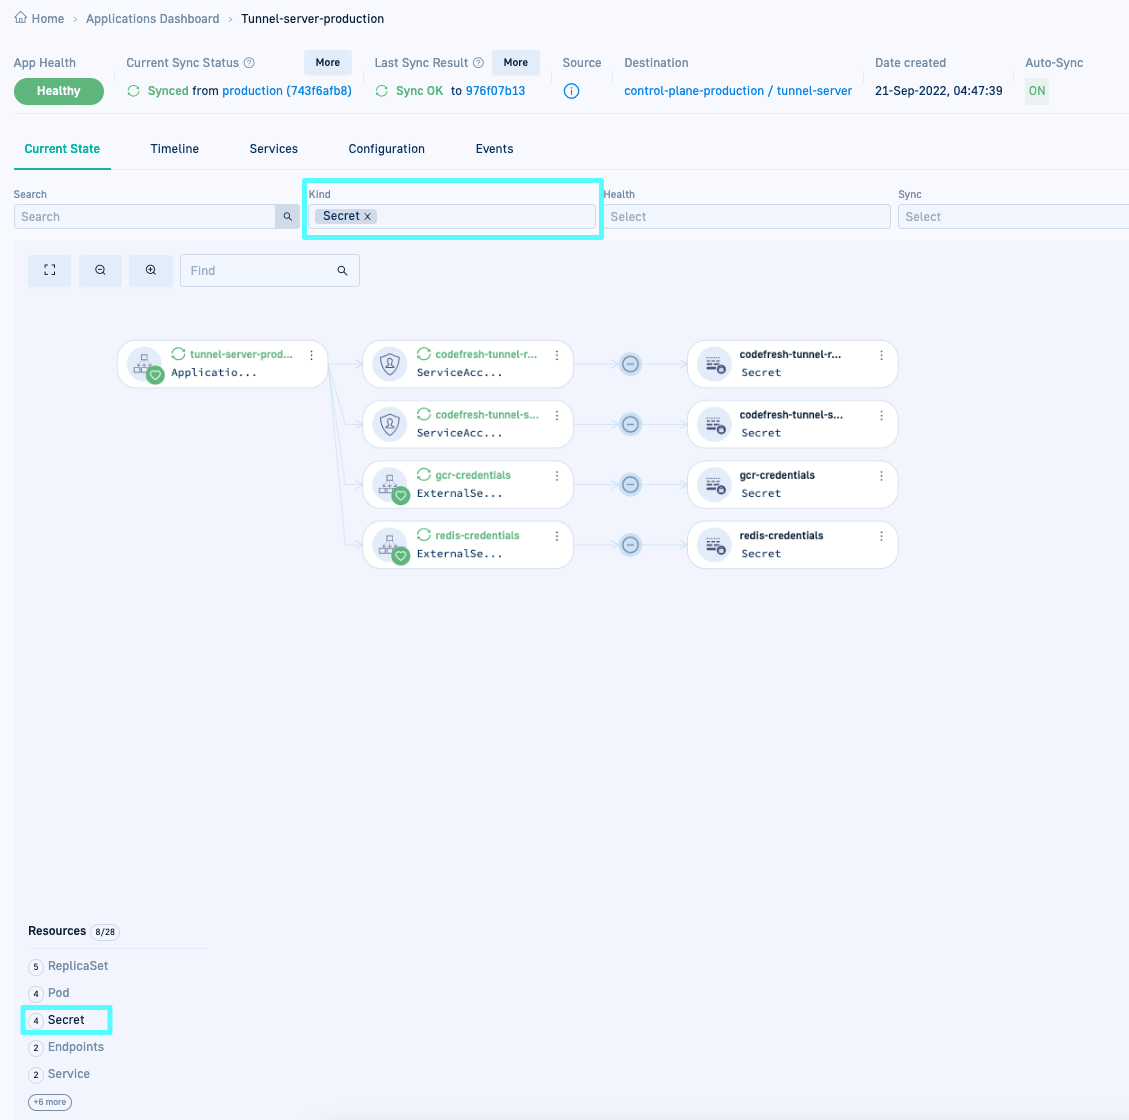 Home > Applications Dashboard > Tunnel-server-production
App Health
Healthy
Current Sync Status
More
Synced from production (743f6afb8)
Last Sync Result
More
Sync OK to 976f07b13
Source
Destination
control-plane-production / tunnel-server
Date created
21-Sep-2022, 04:47:39
Auto-Sync
ON
Current State
Timeline
Services
Configuration
Events
Search
Search
Kind
Secret ×
Health
Select
Sync
Select
Find
tunnel-server-prod...
Applicatio...
codefresh-tunnel-r...
ServiceAcc...
codefresh-tunnel-r...
Secret
codefresh-tunnel-s...
ServiceAcc...
codefresh-tunnel-s...
Secret
gcr-credentials
ExternalSe...
gcr-credentials
Secret
redis-credentials
ExternalSe...
redis-credentials
Secret
Resources 8/28
5 ReplicaSet
4 Pod
4 Secret
2 Endpoints
2 Service
+6 more